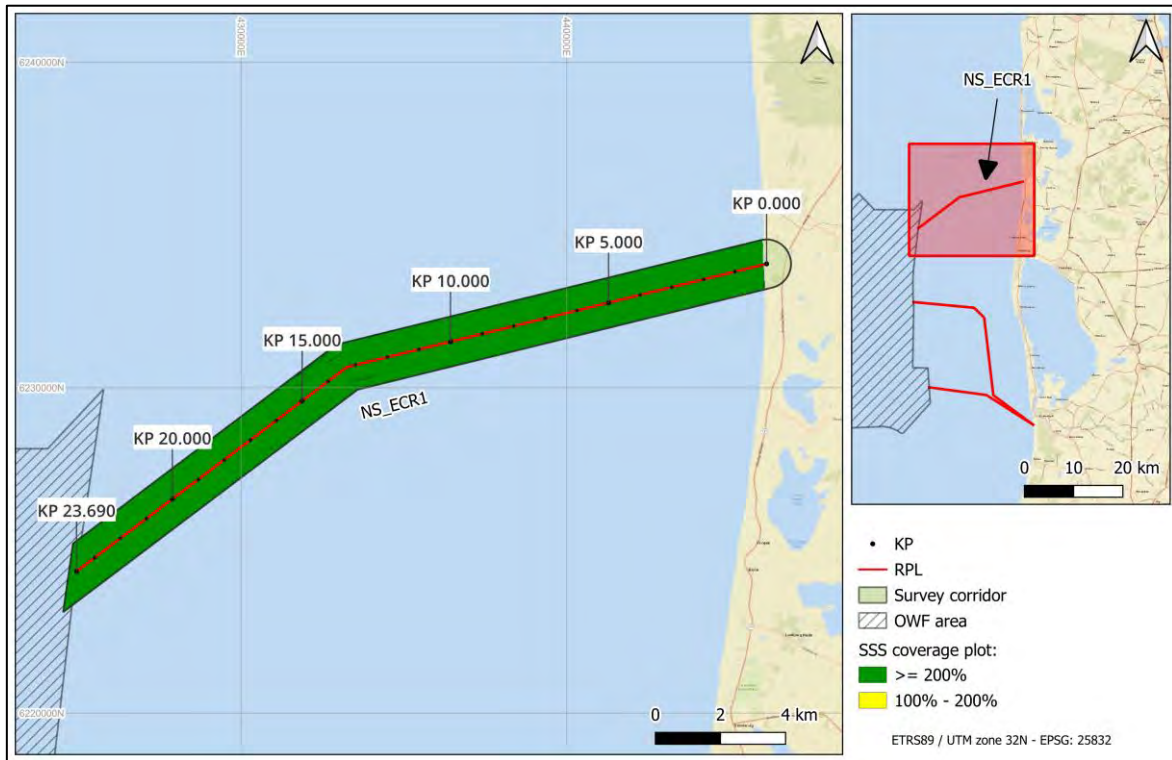 430000E
440000E
6240000N
KP 0.000
KP 5.000
KP 10.000
KP 15.000
6230000N
NS_ECR1
KP 20.000
KP 23.690
6220000N
0 2 4 km
NS_ECR1
0 10 20 km
KP
RPL
Survey corridor
OWF area
SSS coverage plot:
>= 200%
100% - 200%
ETRS89 / UTM zone 32N - EPSG: 25832